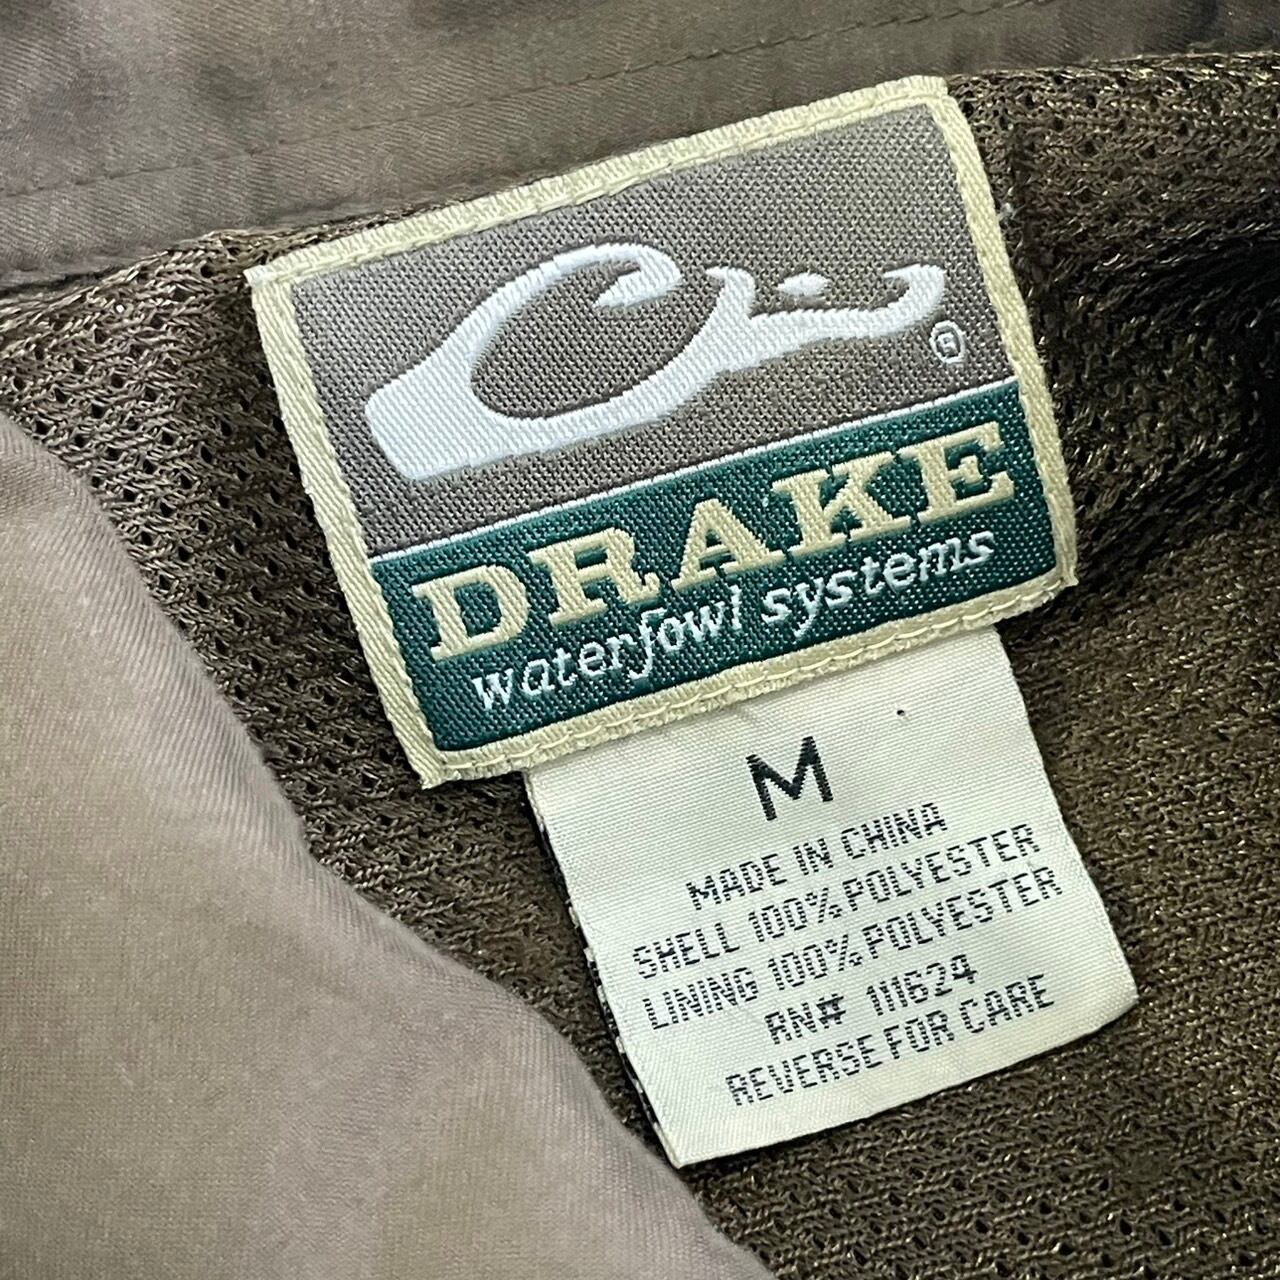 ®
DRAKE
waterfowl systems
M
MADE IN CHINA
SHELL 100% POLYESTER
LINING 100% POLYESTER
RN# 111624
REVERSE FOR CARE